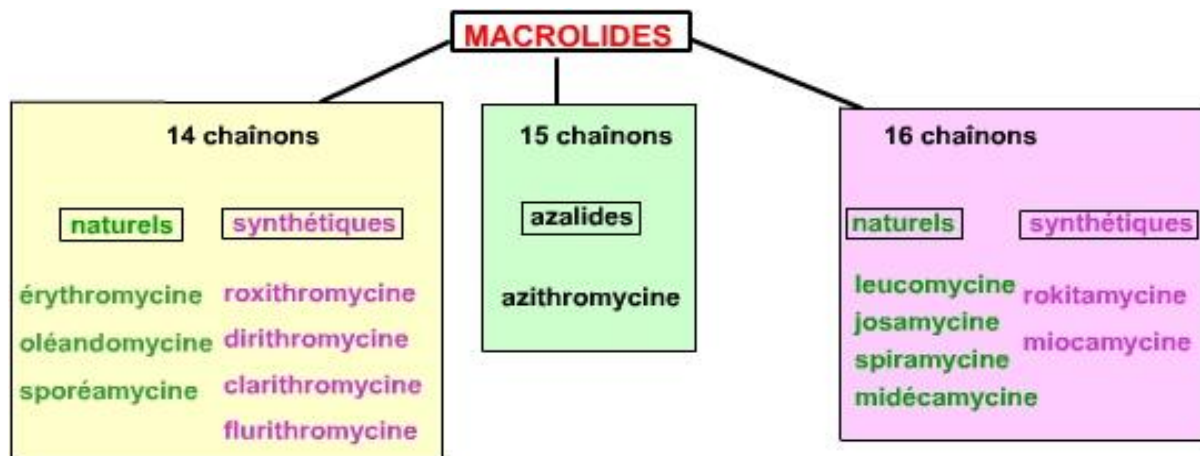 MACROLIDES
14 chaînons
naturels
synthétiques
érythromycine
oléandomycine
sporéamycine
roxithromycine
dirithromycine
clarithromycine
flurithromycine
15 chaînons
azalides
azithromycine
16 chaînons
naturels
synthétiques
leucomycine
josamycine
spiramycine
midécamycine
rokitamycine
miocamycine